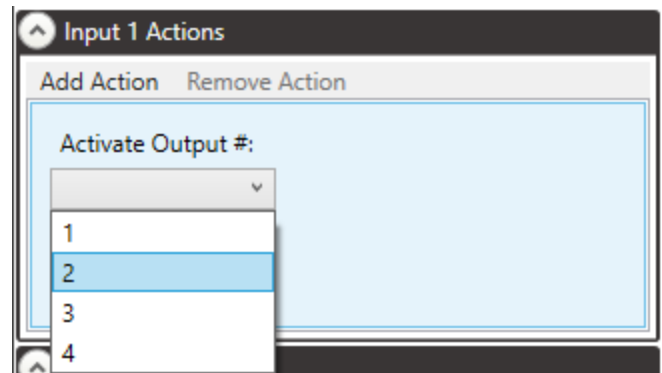 Input 1 Actions
Add Action Remove Action
Activate Output #:
1
2
3
4